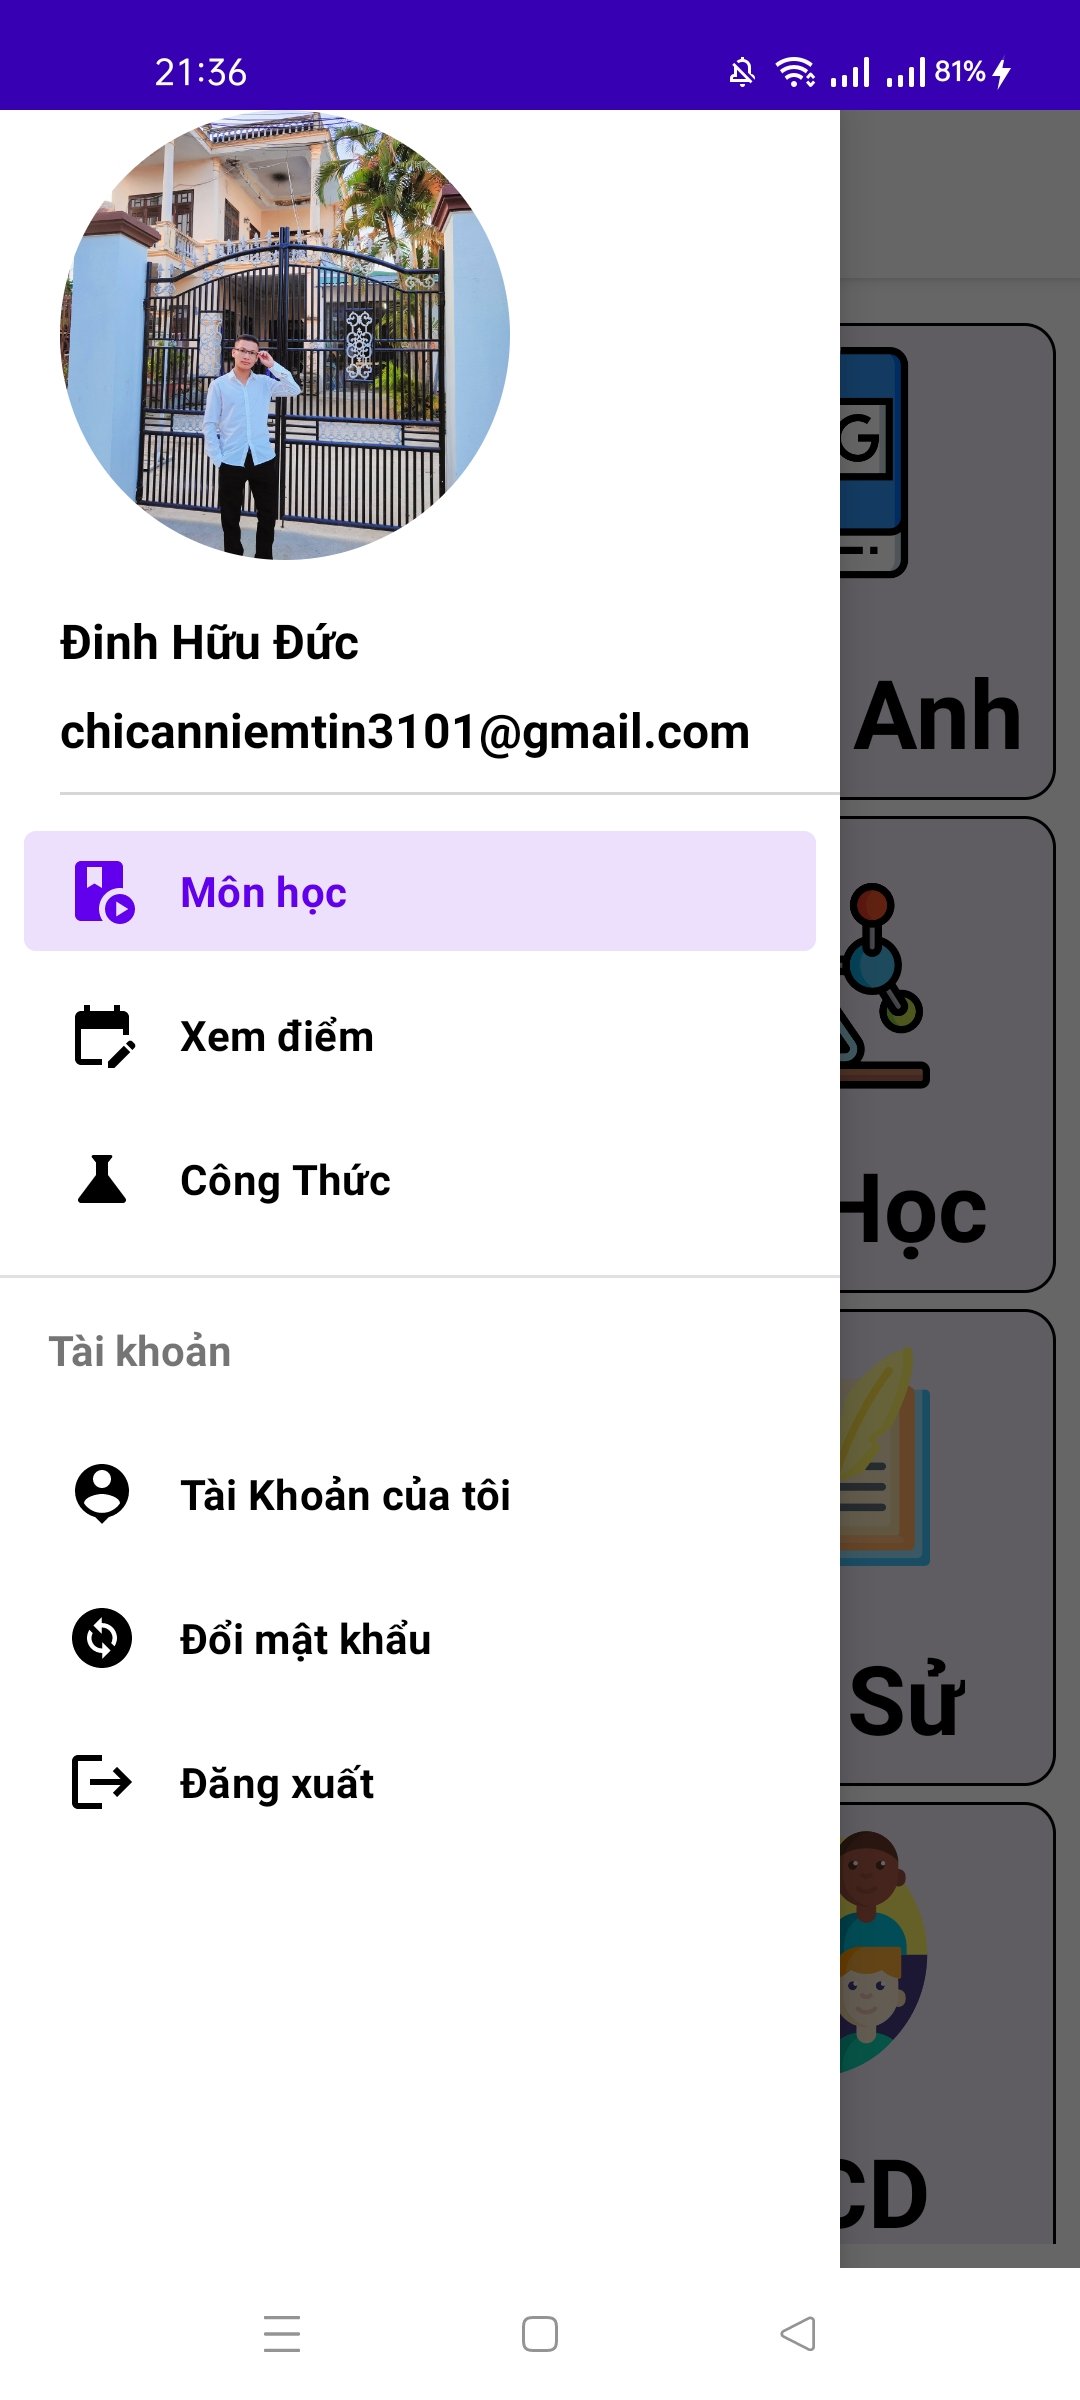 21:36
81%
Đinh Hữu Đức
chicanniemtin3101@gmail.com
Môn học
Xem điểm
Công Thức
Tài khoản
Tài Khoản của tôi
Đổi mật khẩu
Đăng xuất
G
Anh
Học
Sử
CD